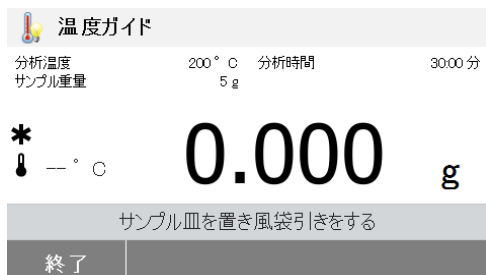 温度ガイド
分析温度 200°C 分析時間 30:00 分
サンプル重量 5 g
* --°C 0.000 g
サンプル皿を置き風袋引きをする
終了